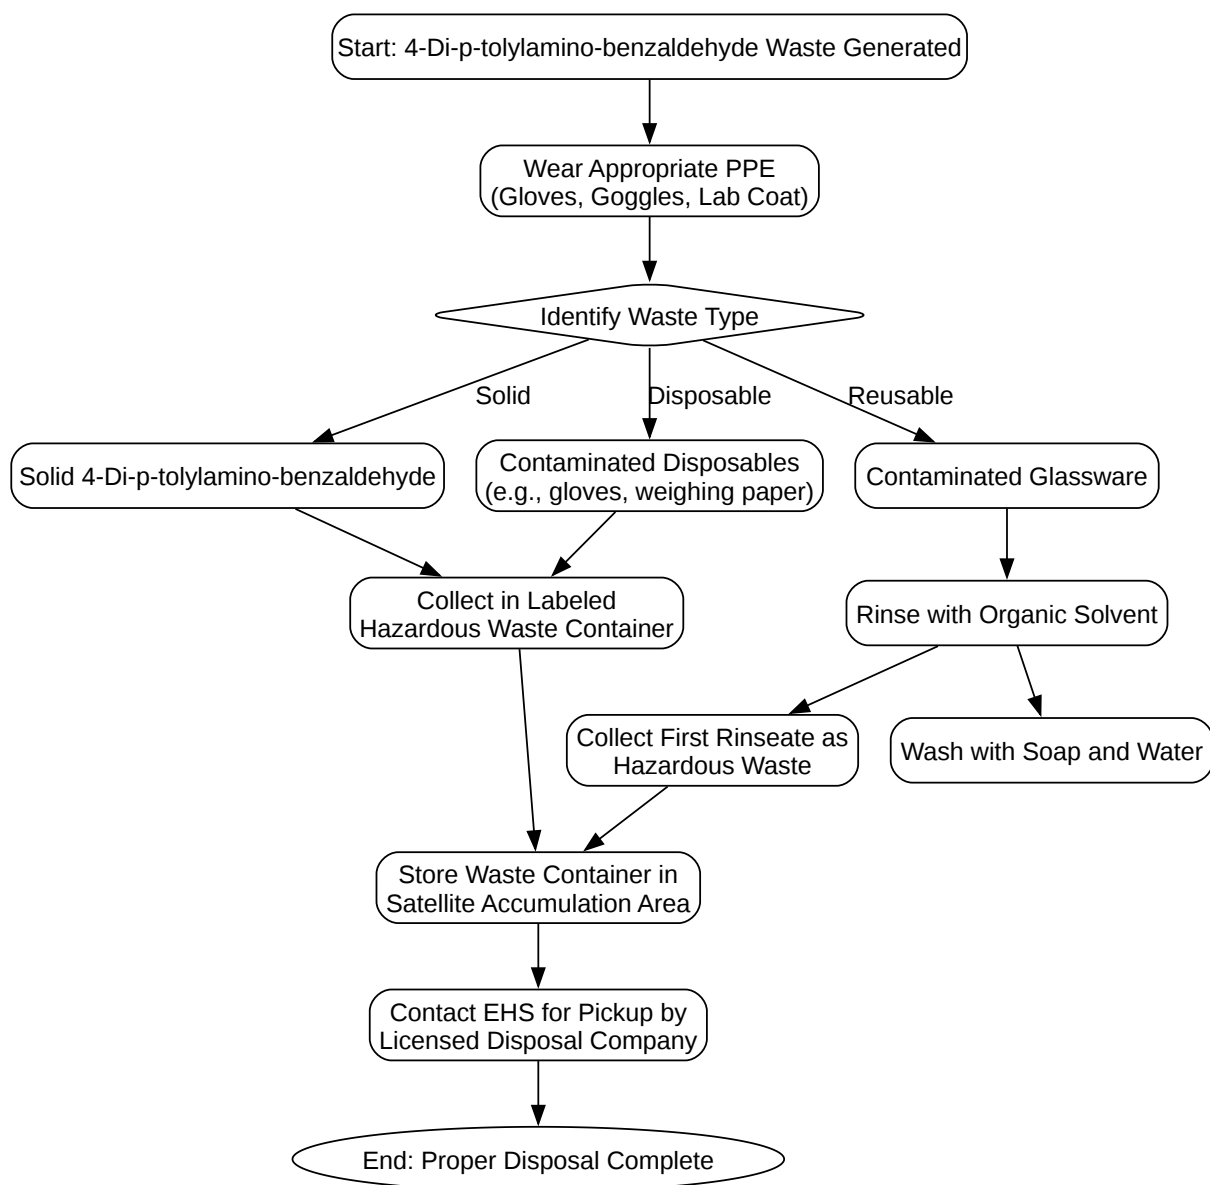 Start: 4-Di-p-tolylamino-benzaldehyde Waste Generated
Wear Appropriate PPE
(Gloves, Goggles, Lab Coat)
Identify Waste Type
Solid
Disposable
Reusable
Solid 4-Di-p-tolylamino-benzaldehyde
Contaminated Disposables
(e.g., gloves, weighing paper)
Contaminated Glassware
Collect in Labeled
Hazardous Waste Container
Rinse with Organic Solvent
Collect First Rinseate as
Hazardous Waste
Wash with Soap and Water
Store Waste Container in
Satellite Accumulation Area
Contact EHS for Pickup by
Licensed Disposal Company
End: Proper Disposal Complete